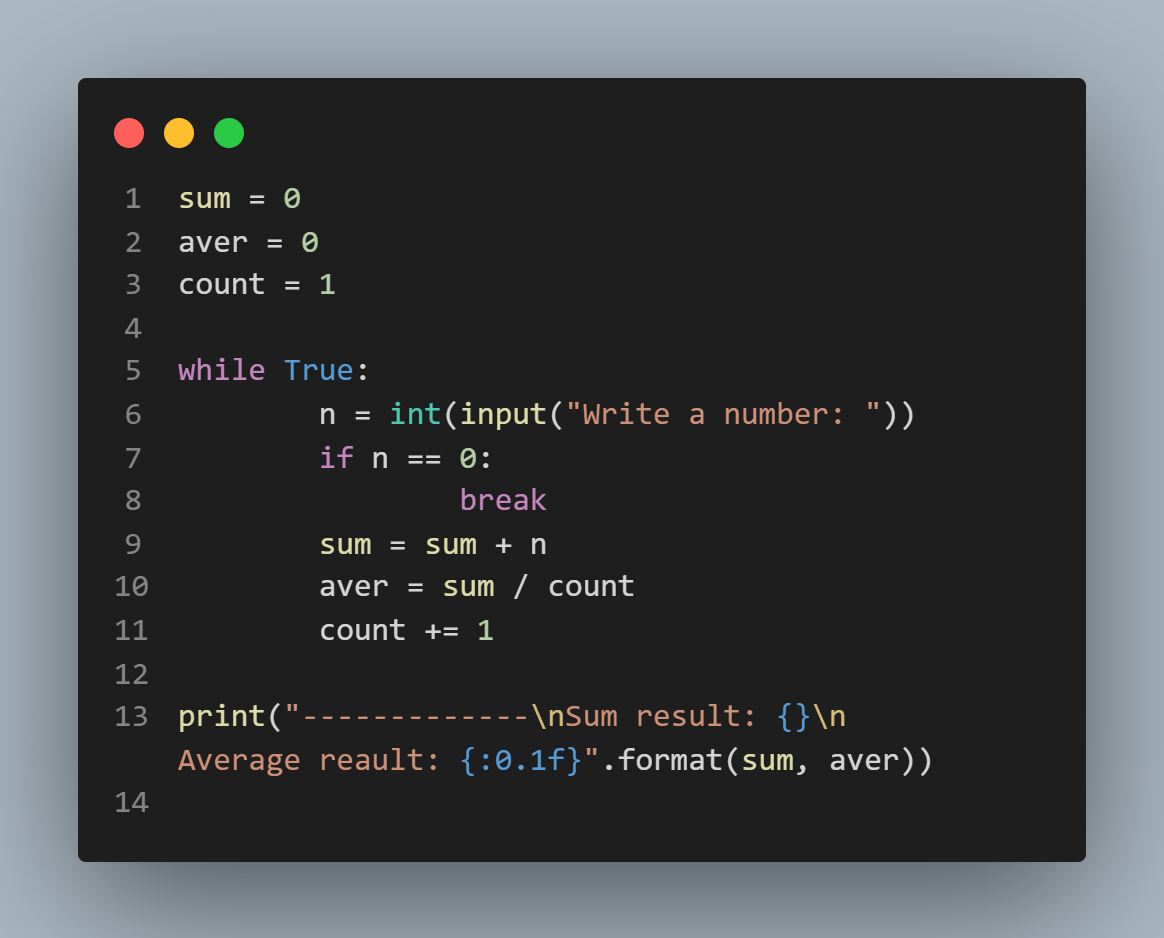 1 sum = 0
2 aver = 0
3 count = 1
4
5 while True:
6         n = int(input("Write a number: "))
7         if n == 0:
8                 break
9         sum = sum + n
10         aver = sum / count
11         count += 1
12
13 print("-------------\nSum result: {}\n
Average reault: {:0.1f}".format(sum, aver))
14